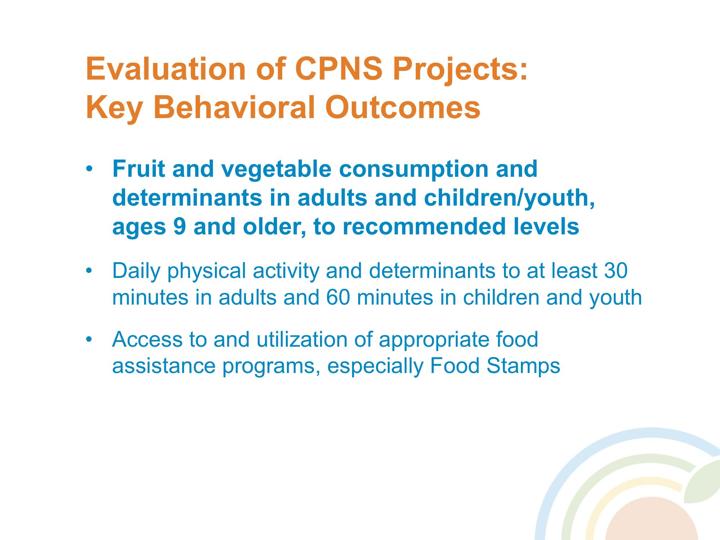 Evaluation of CPNS Projects:
Key Behavioral Outcomes
• Fruit and vegetable consumption and
determinants in adults and children/youth,
ages 9 and older, to recommended levels
• Daily physical activity and determinants to at least 30
minutes in adults and 60 minutes in children and youth
• Access to and utilization of appropriate food
assistance programs, especially Food Stamps